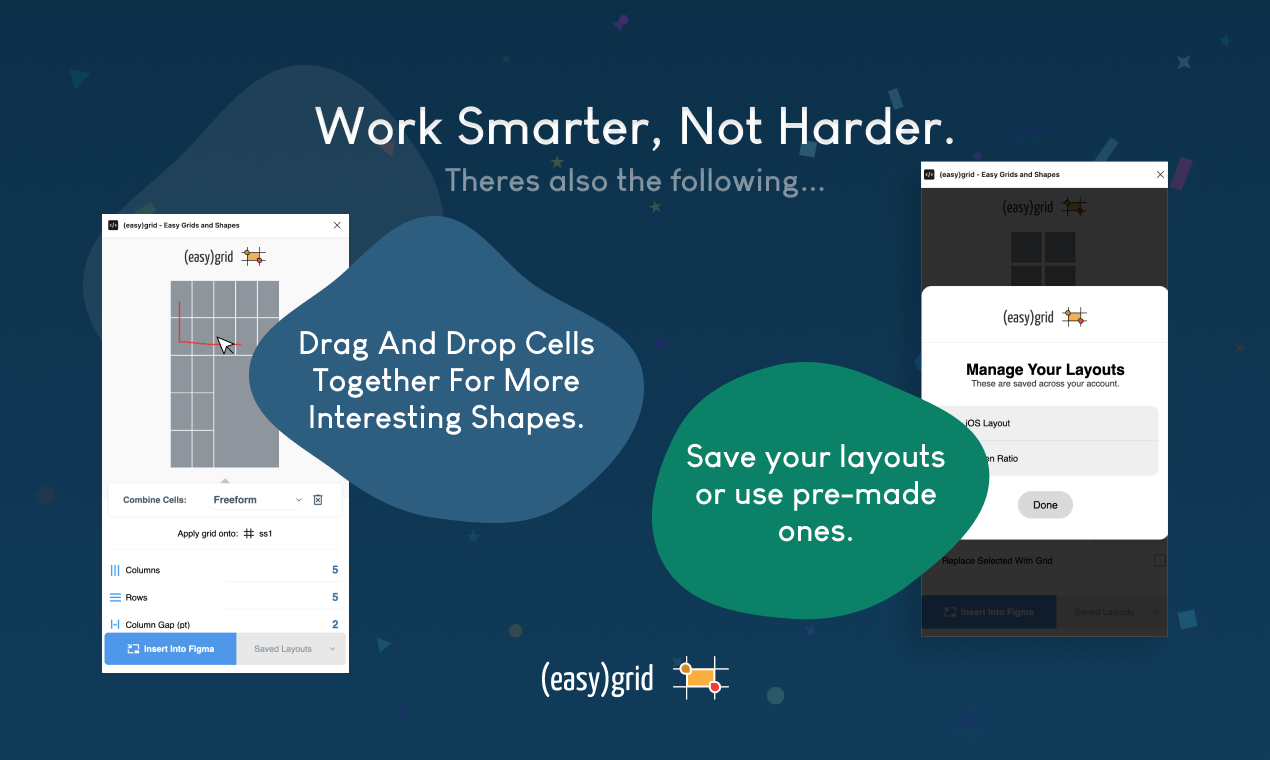 Work Smarter, Not Harder.
Theres also the following...
(easy)grid - Easy Grids and Shapes
(easy)grid
Drag And Drop Cells
Together For More
Interesting Shapes.
Combine Cells: Freeform
Apply grid onto: ss1
Columns 5
Rows 5
Column Gap (pt) 2
Insert Into Figma Saved Layouts
(easy)grid - Easy Grids and Shapes
(easy)grid
(easy)grid
Manage Your Layouts
These are saved across your account.
iOS Layout
Ratio
Done
Replace Selected With Grid
Insert Into Figma Saved Layouts
Save your layouts
or use pre-made
ones.
(easy)grid